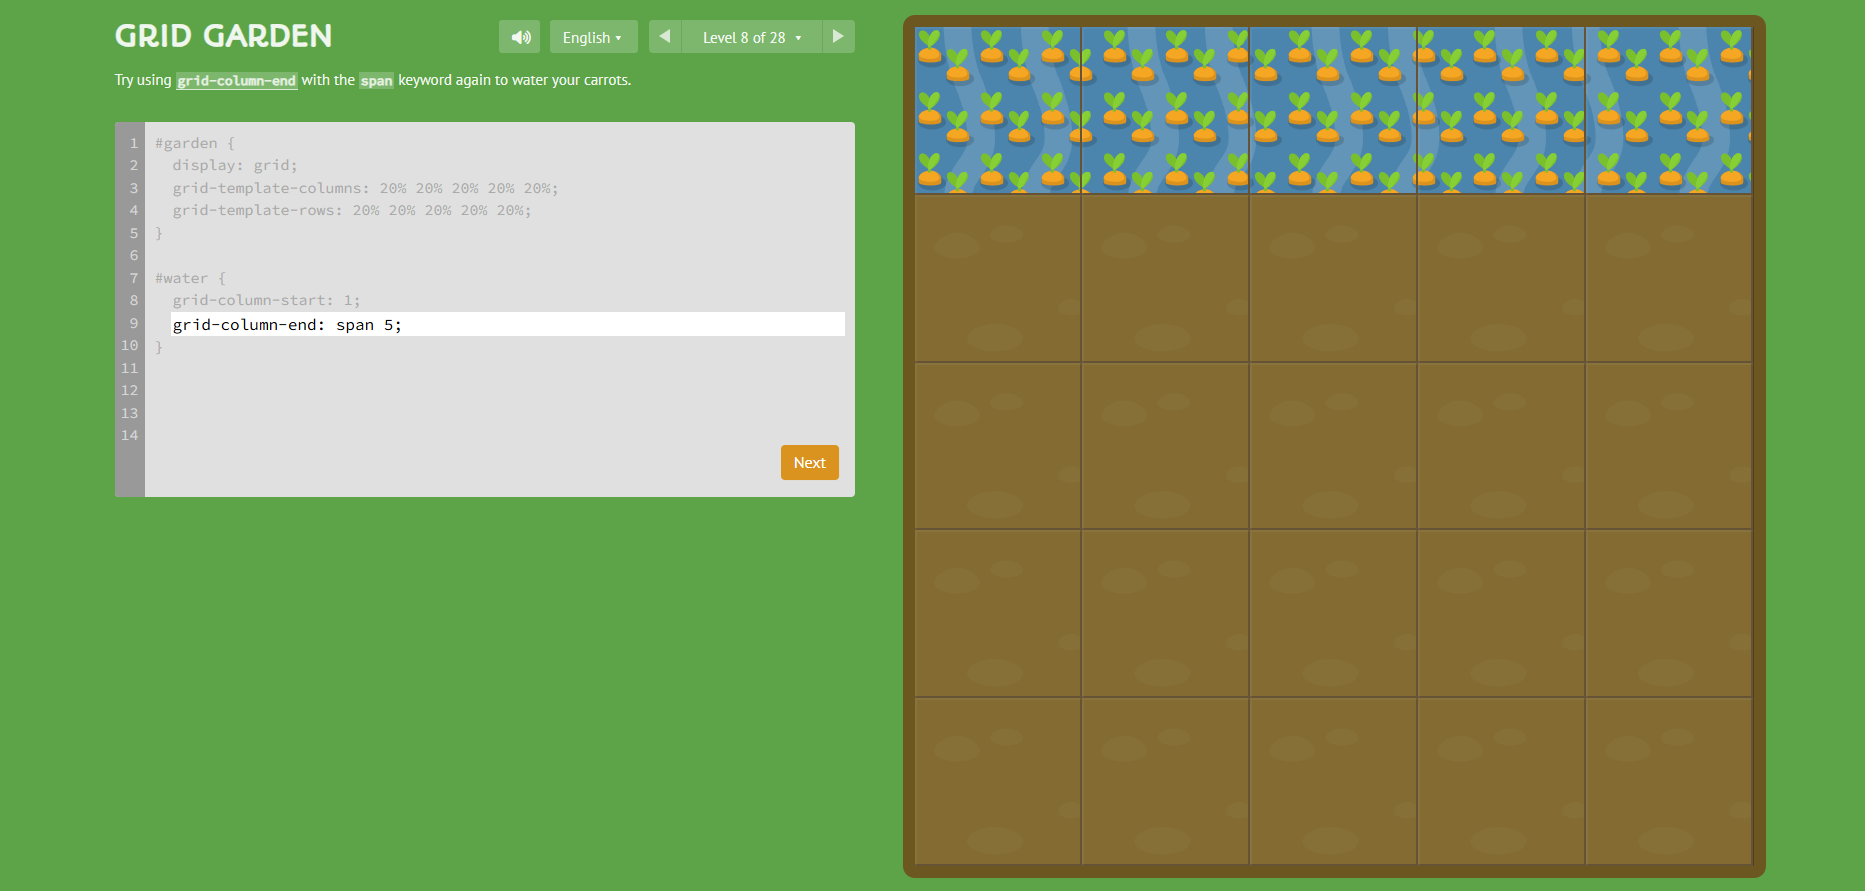 GRID GARDEN
English ▾
Level 8 of 28 ▾
Try using grid-column-end with the span keyword again to water your carrots.
1 #garden {
2 display: grid;
3 grid-template-columns: 20% 20% 20% 20% 20%;
4 grid-template-rows: 20% 20% 20% 20% 20%;
5 }
6
7 #water {
8 grid-column-start: 1;
9 grid-column-end: span 5;
10 }
11
12
13
14
Next